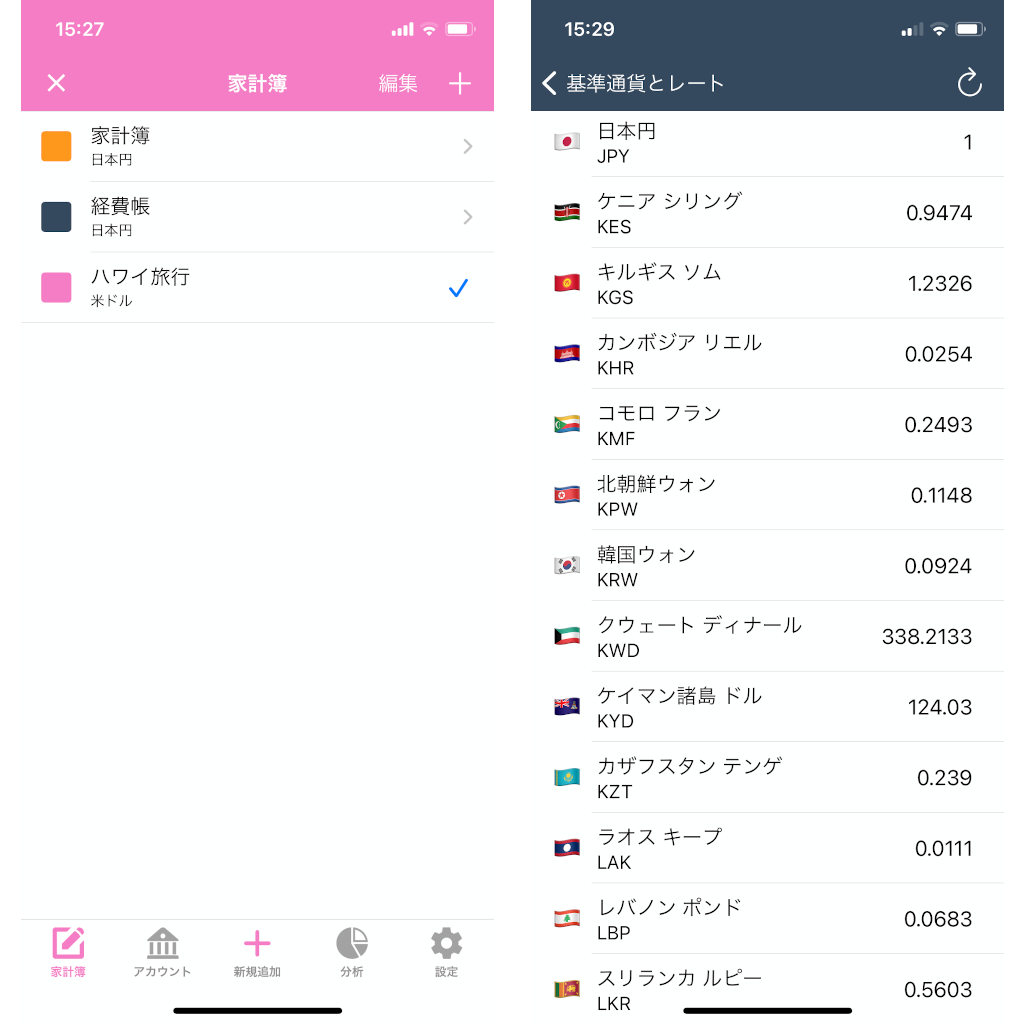 15:27
家計簿
編集
家計簿
日本円
経費帳
日本円
ハワイ旅行
米ドル
家計簿
アカウント
新規追加
分析
設定
15:29
基準通貨とレート
日本円
JPY
1
ケニア シリング
KES
0.9474
キルギス ソム
KGS
1.2326
カンボジア リエル
KHR
0.0254
コモロ フラン
KMF
0.2493
北朝鮮ウォン
KPW
0.1148
韓国ウォン
KRW
0.0924
クウェート ディナール
KWD
338.2133
ケイマン諸島 ドル
KYD
124.03
カザフスタン テンゲ
KZT
0.239
ラオス キープ
LAK
0.0111
レバノン ポンド
LBP
0.0683
スリランカ ルピー
LKR
0.5603